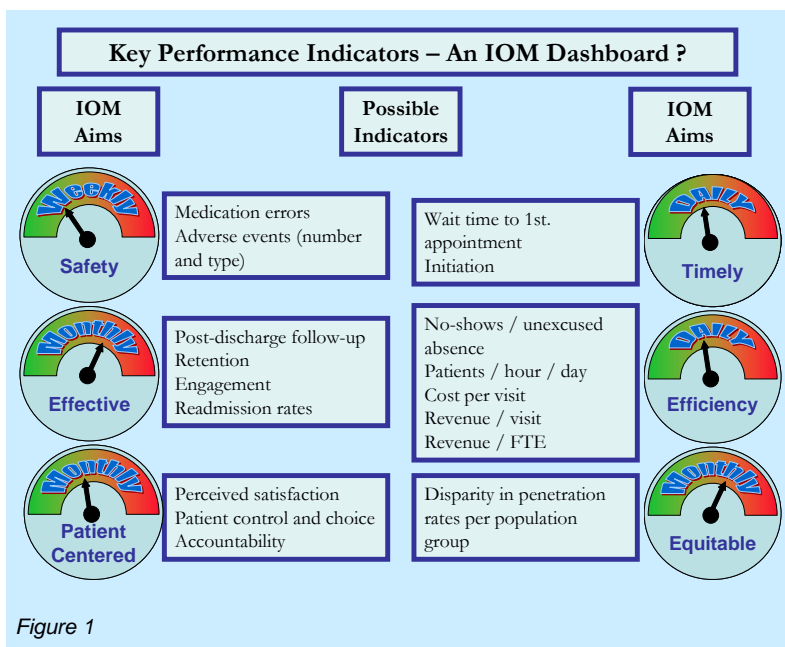 Key Performance Indicators – An IOM Dashboard ?
IOM
Aims
Possible
Indicators
IOM
Aims
Weekly
Safety
Medication errors
Adverse events (number
and type)
Wait time to 1st.
appointment
Initiation
DAILY
Timely
Monthly
Effective
Post-discharge follow-up
Retention
Engagement
Readmission rates
No-shows / unexcused
absence
Patients / hour / day
Cost per visit
Revenue / visit
Revenue / FTE
DAILY
Efficiency
Monthly
Patient
Centered
Perceived satisfaction
Patient control and choice
Accountability
Disparity in penetration
rates per population
group
Monthly
Equitable
Figure 1